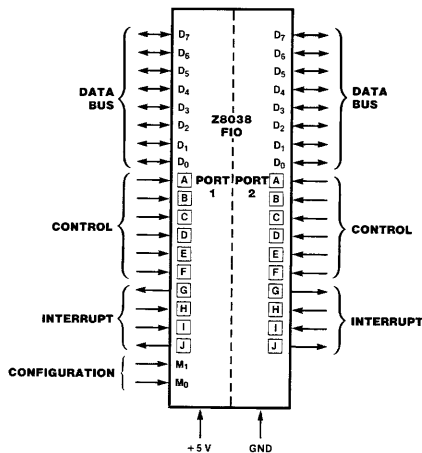 D7 D7
D6 D6
D5 D5
D4 D4
DATA BUS D3 D3 DATA BUS
D2 Z8038 FIO D2
D1 D1
D0 D0
A PORT 1 PORT 2 A
B B
C C
CONTROL D D CONTROL
E E
F F
G G
H H
INTERRUPT I I INTERRUPT
J J
CONFIGURATION M1
M0
+5 V GND